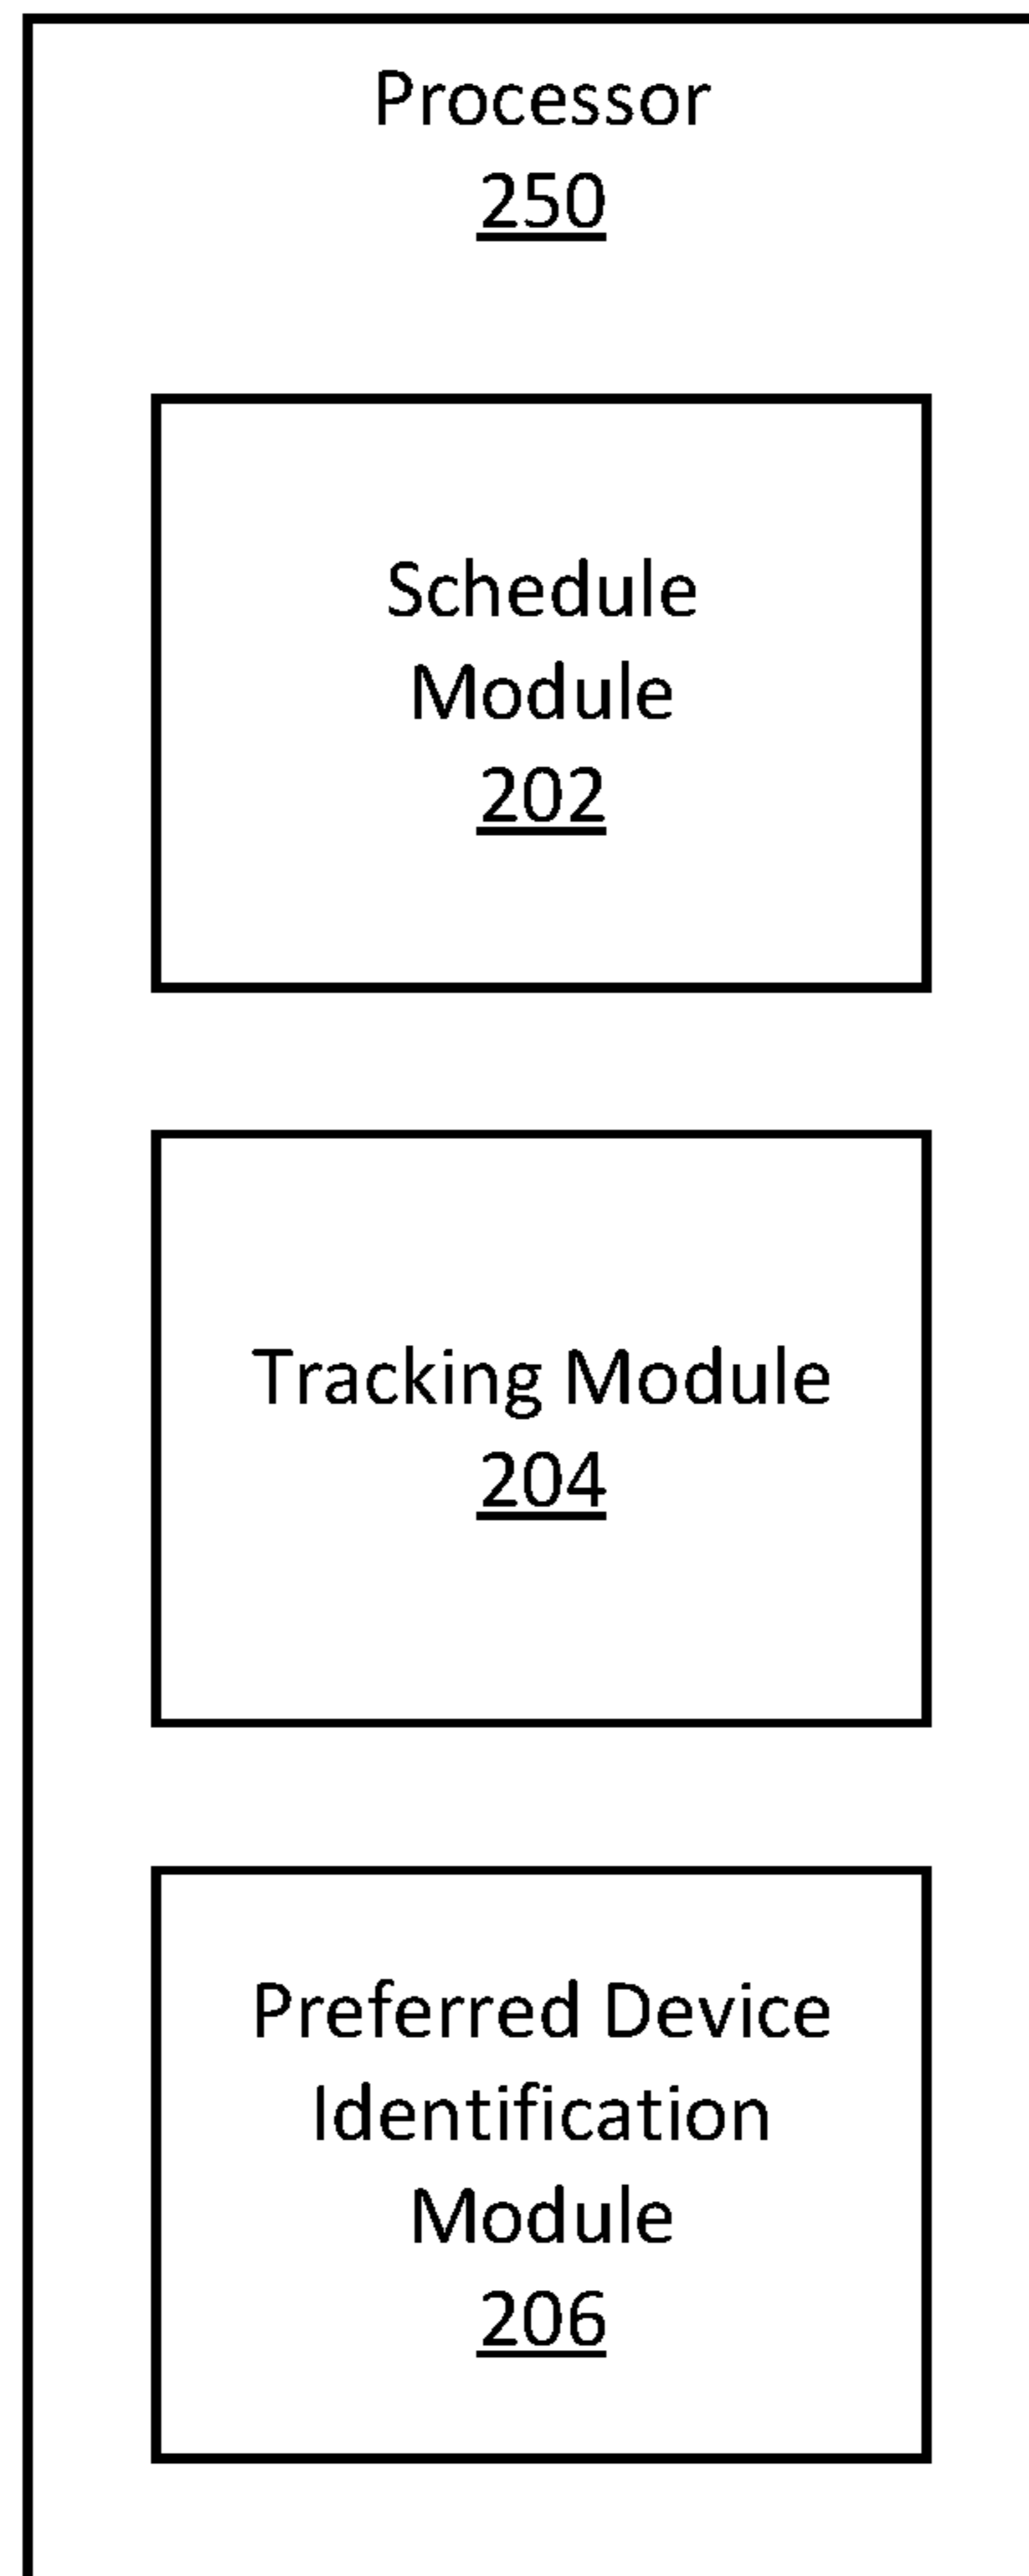 Processor
250
Schedule
Module
202
Tracking Module
204
Preferred Device
Identification
Module
206